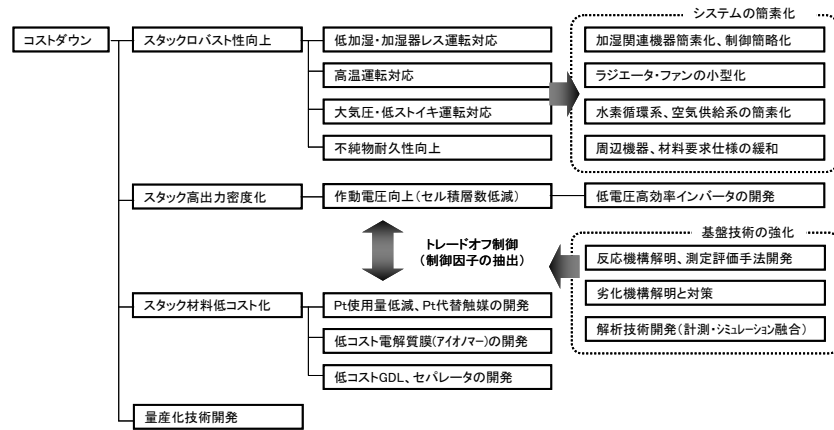 システムの簡素化
コストダウン
スタックロバスト性向上
低加湿・加湿器レス運転対応
加湿関連機器簡素化、制御簡略化
高温運転対応
ラジエータ・ファンの小型化
大気圧・低ストイキ運転対応
水素循環系、空気供給系の簡素化
不純物耐久性向上
周辺機器、材料要求仕様の緩和
スタック高出力密度化
作動電圧向上(セル積層数低減)
低電圧高効率インバータの開発
トレードオフ制御
(制御因子の抽出)
基盤技術の強化
反応機構解明、測定評価手法開発
劣化機構解明と対策
解析技術開発(計測・シミュレーション融合)
スタック材料低コスト化
Pt使用量低減、Pt代替触媒の開発
低コスト電解質膜(アイオノマー)の開発
低コストGDL、セパレータの開発
量産化技術開発